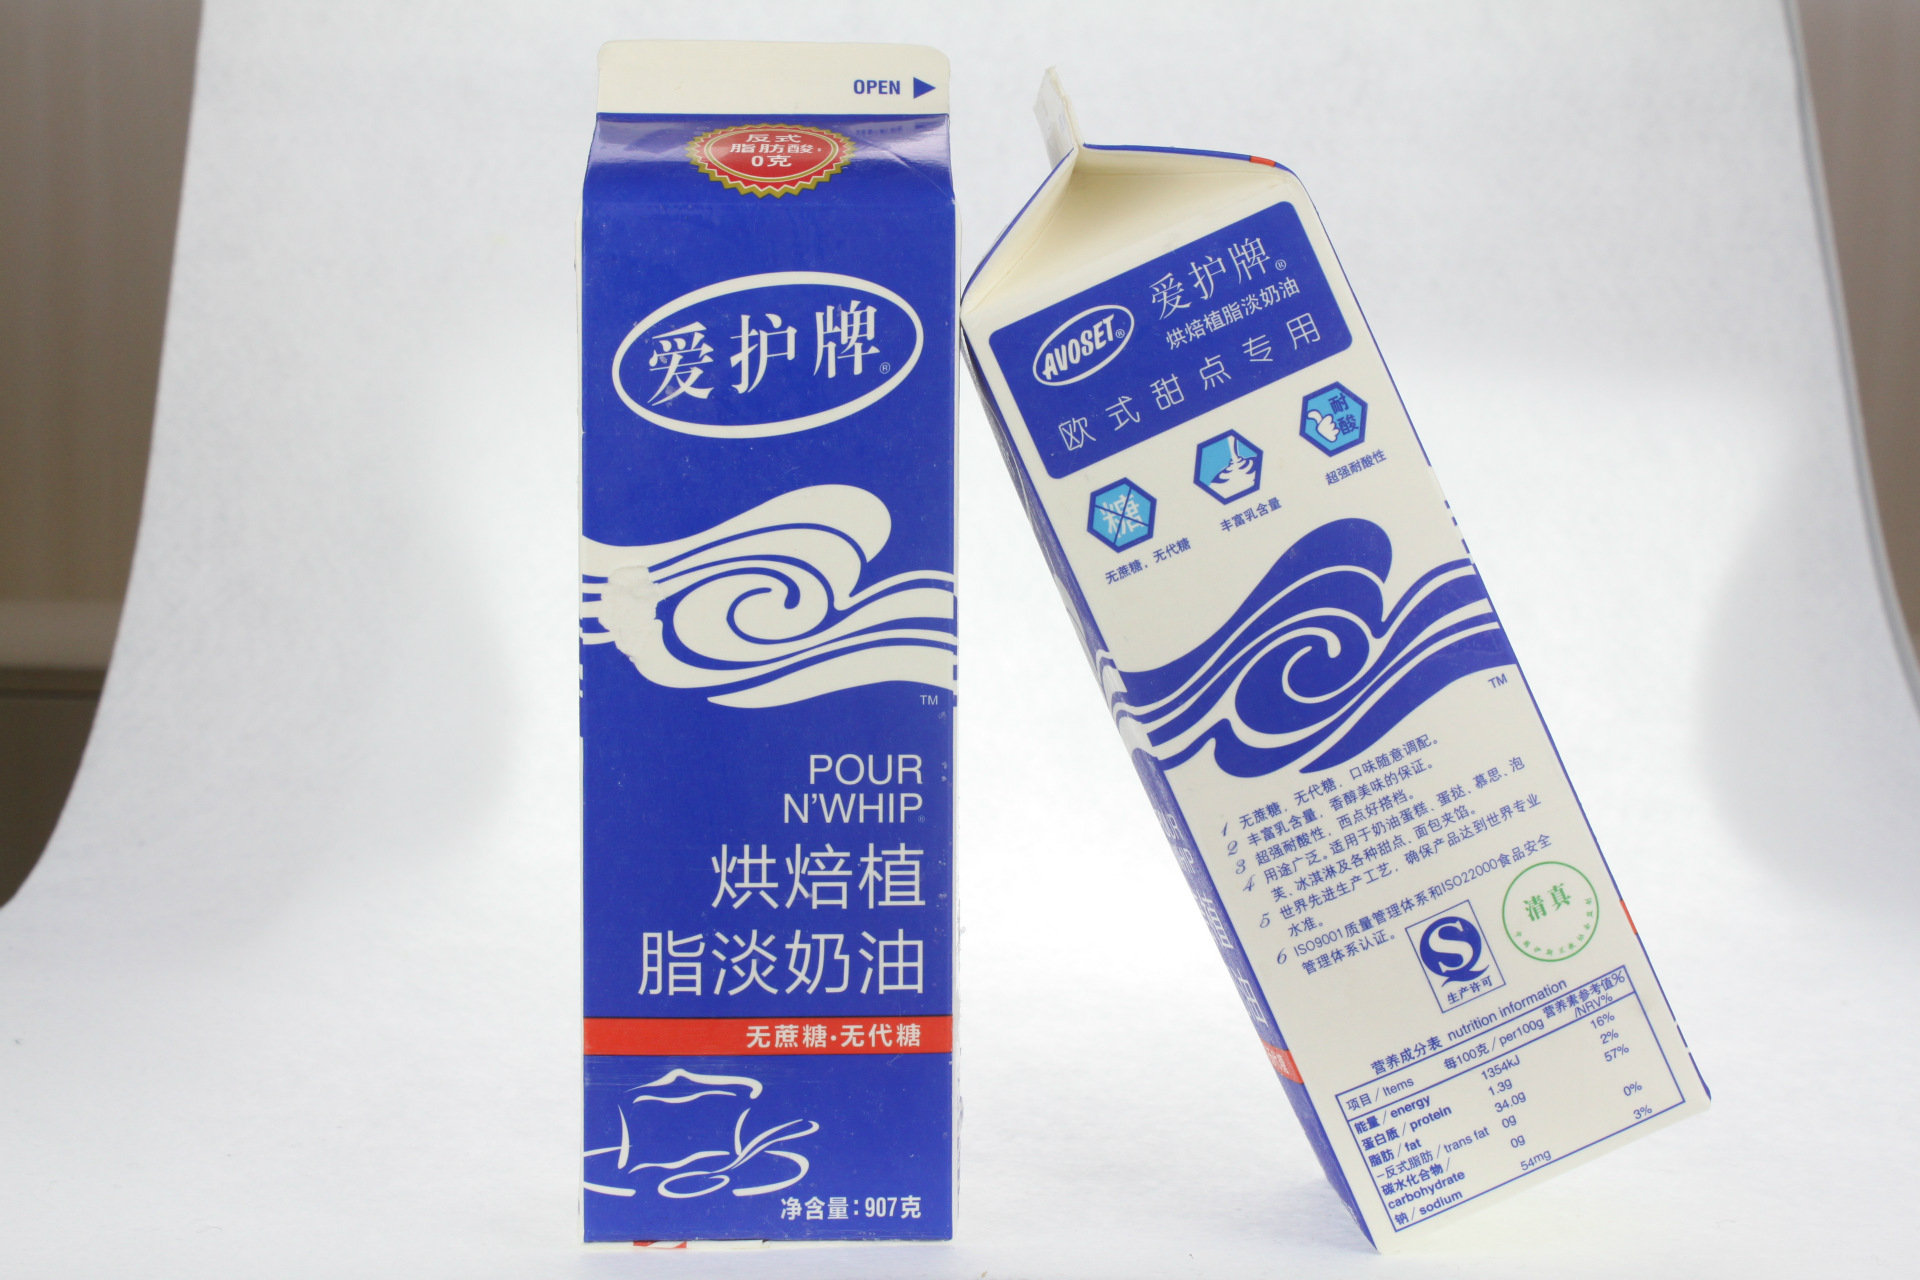 OPEN
反式
脂肪酸:
0克
爱护牌®
TM
POUR
N'WHIP®
烘焙植
脂淡奶油
无蔗糖·无代糖
净含量:907克
AVOSET®
爱护牌®
烘焙植脂淡奶油
欧式甜点专用
糖
耐
酸
无蔗糖、无代糖
丰富乳含量
超强耐酸性
TM
1 无蔗糖,无代糖,口味随意调配。
2 丰富乳含量,香醇美味的保证。
3 超强耐酸性,西点好搭档。
4 用途广泛。适用于奶油蛋糕、蛋挞、慕思、泡
芙、冰淇淋及各种甜点、面包夹馅。
5 世界先进生产工艺,确保产品达到世界专业
水准。
6 ISO9001质量管理体系和ISO22000食品安全
管理体系认证。
S
生产许可
清真
营养成分表 nutrition information
项目/Items 每100克/per100g 营养素参考值%
/NRV%
能量/energy 1354kJ 16%
蛋白质/protein 1.3g 2%
脂肪/fat 34.0g 57%
-反式脂肪/trans fat 0g
碳水化合物/ 0g 0%
carbohydrate
钠/sodium 54mg 3%